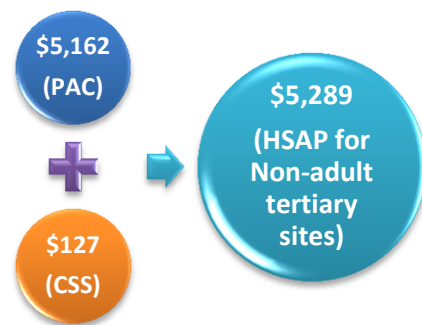 $5,162
(PAC)
$127
(CSS)
$5,289
(HSAP for
Non-adult
tertiary
sites)